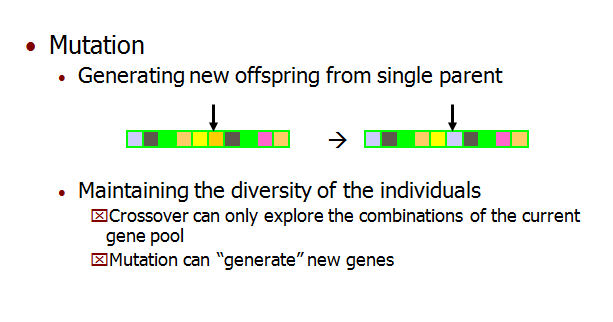 Mutation
Generating new offspring from single parent
→
Maintaining the diversity of the individuals
Crossover can only explore the combinations of the current
gene pool
Mutation can “generate” new genes